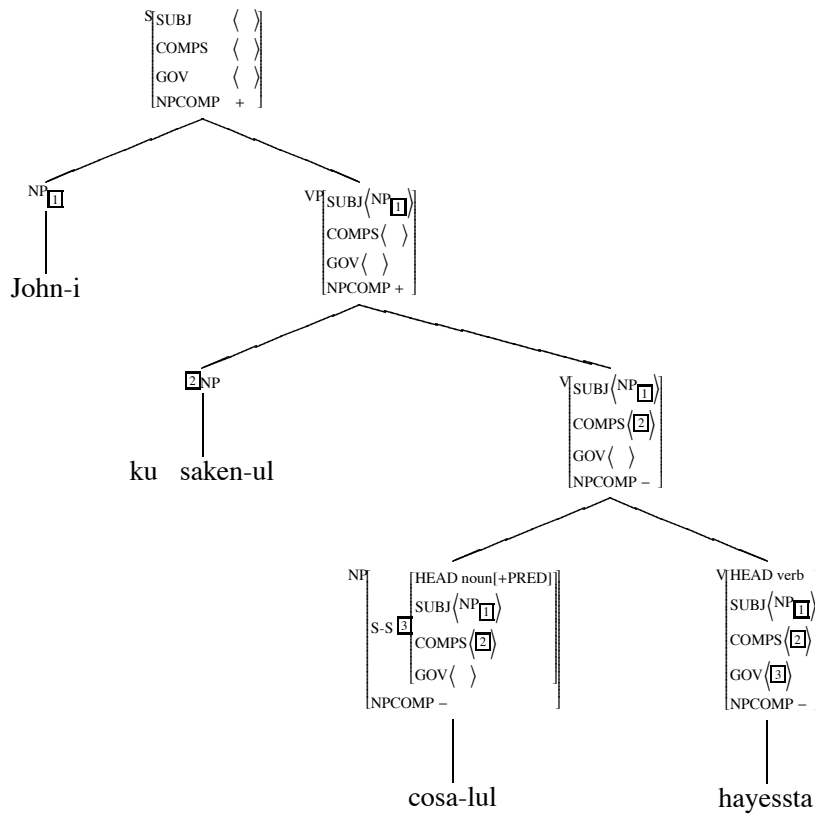 S[SUBJ ⟨ ⟩
COMPS ⟨ ⟩
GOV ⟨ ⟩
NPCOMP +]
NP[1]
VP[SUBJ⟨NP[1]⟩
COMPS⟨ ⟩
GOV⟨ ⟩
NPCOMP +]
John-i
[2]NP
V[SUBJ⟨NP[1]⟩
COMPS⟨[2]⟩
GOV⟨ ⟩
NPCOMP –]
ku saken-ul
NP
HEAD noun[+PRED]
SUBJ⟨NP[1]⟩
S-S [3]
COMPS⟨[2]⟩
GOV⟨ ⟩
NPCOMP –
V[HEAD verb
SUBJ⟨NP[1]⟩
COMPS⟨[2]⟩
GOV⟨[3]⟩
NPCOMP –]
cosa-lul
hayessta